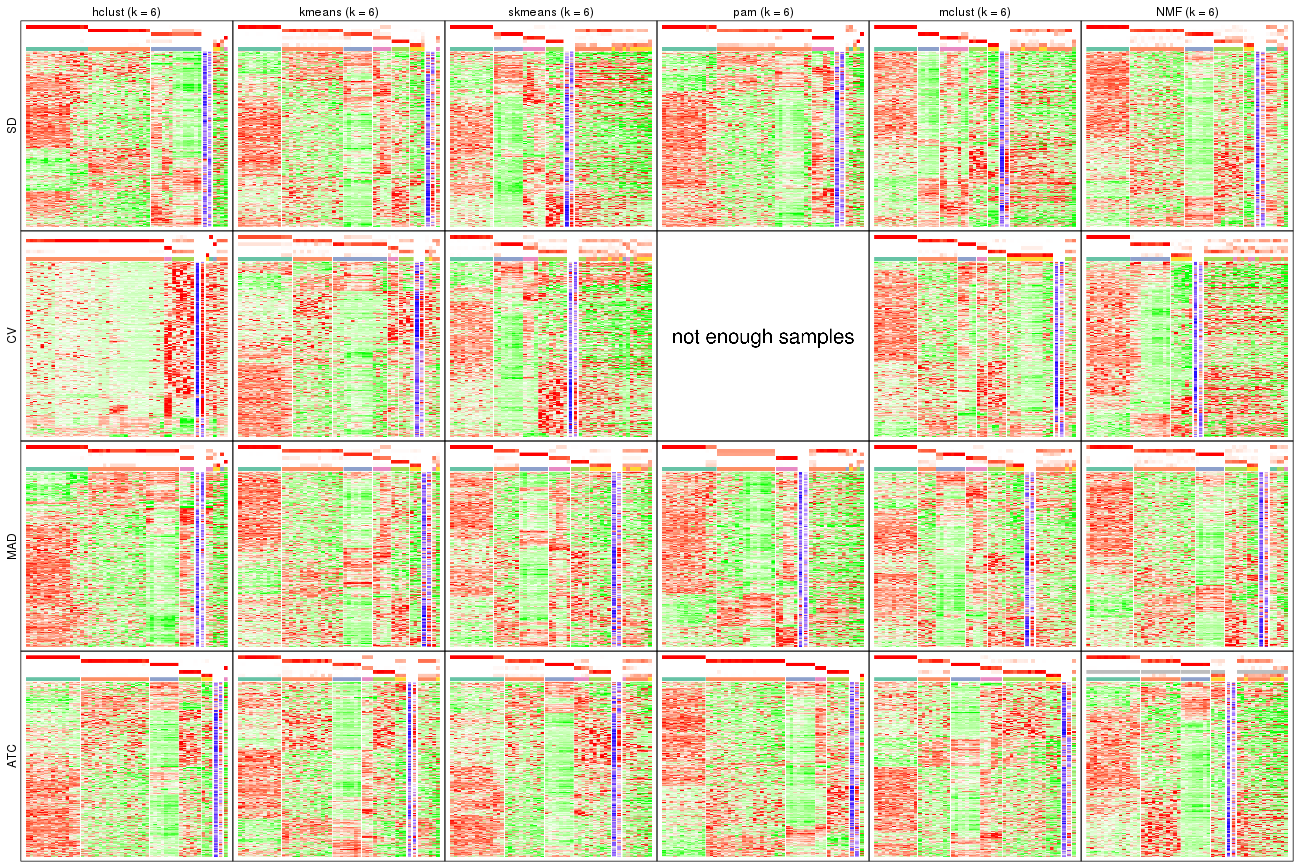 hclust (k = 6) kmeans (k = 6) skmeans (k = 6) pam (k = 6) mclust (k = 6) NMF (k = 6)
SD
CV
not enough samples
MAD
ATC